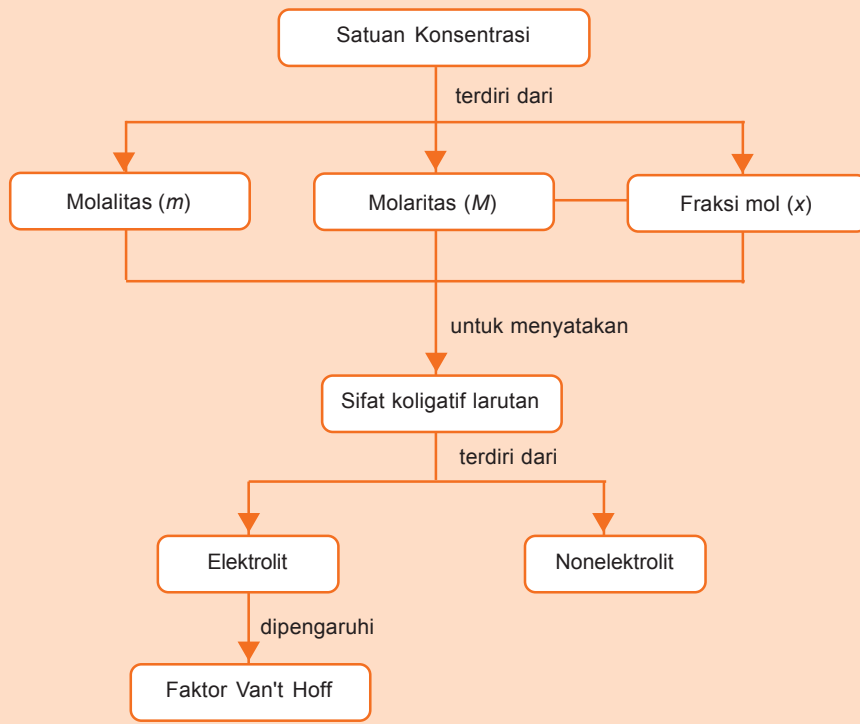 Satuan Konsentrasi
terdiri dari
Molalitas (m)
Molaritas (M)
Fraksi mol (x)
untuk menyatakan
Sifat koligatif larutan
terdiri dari
Elektrolit
Nonelektrolit
dipengaruhi
Faktor Van't Hoff